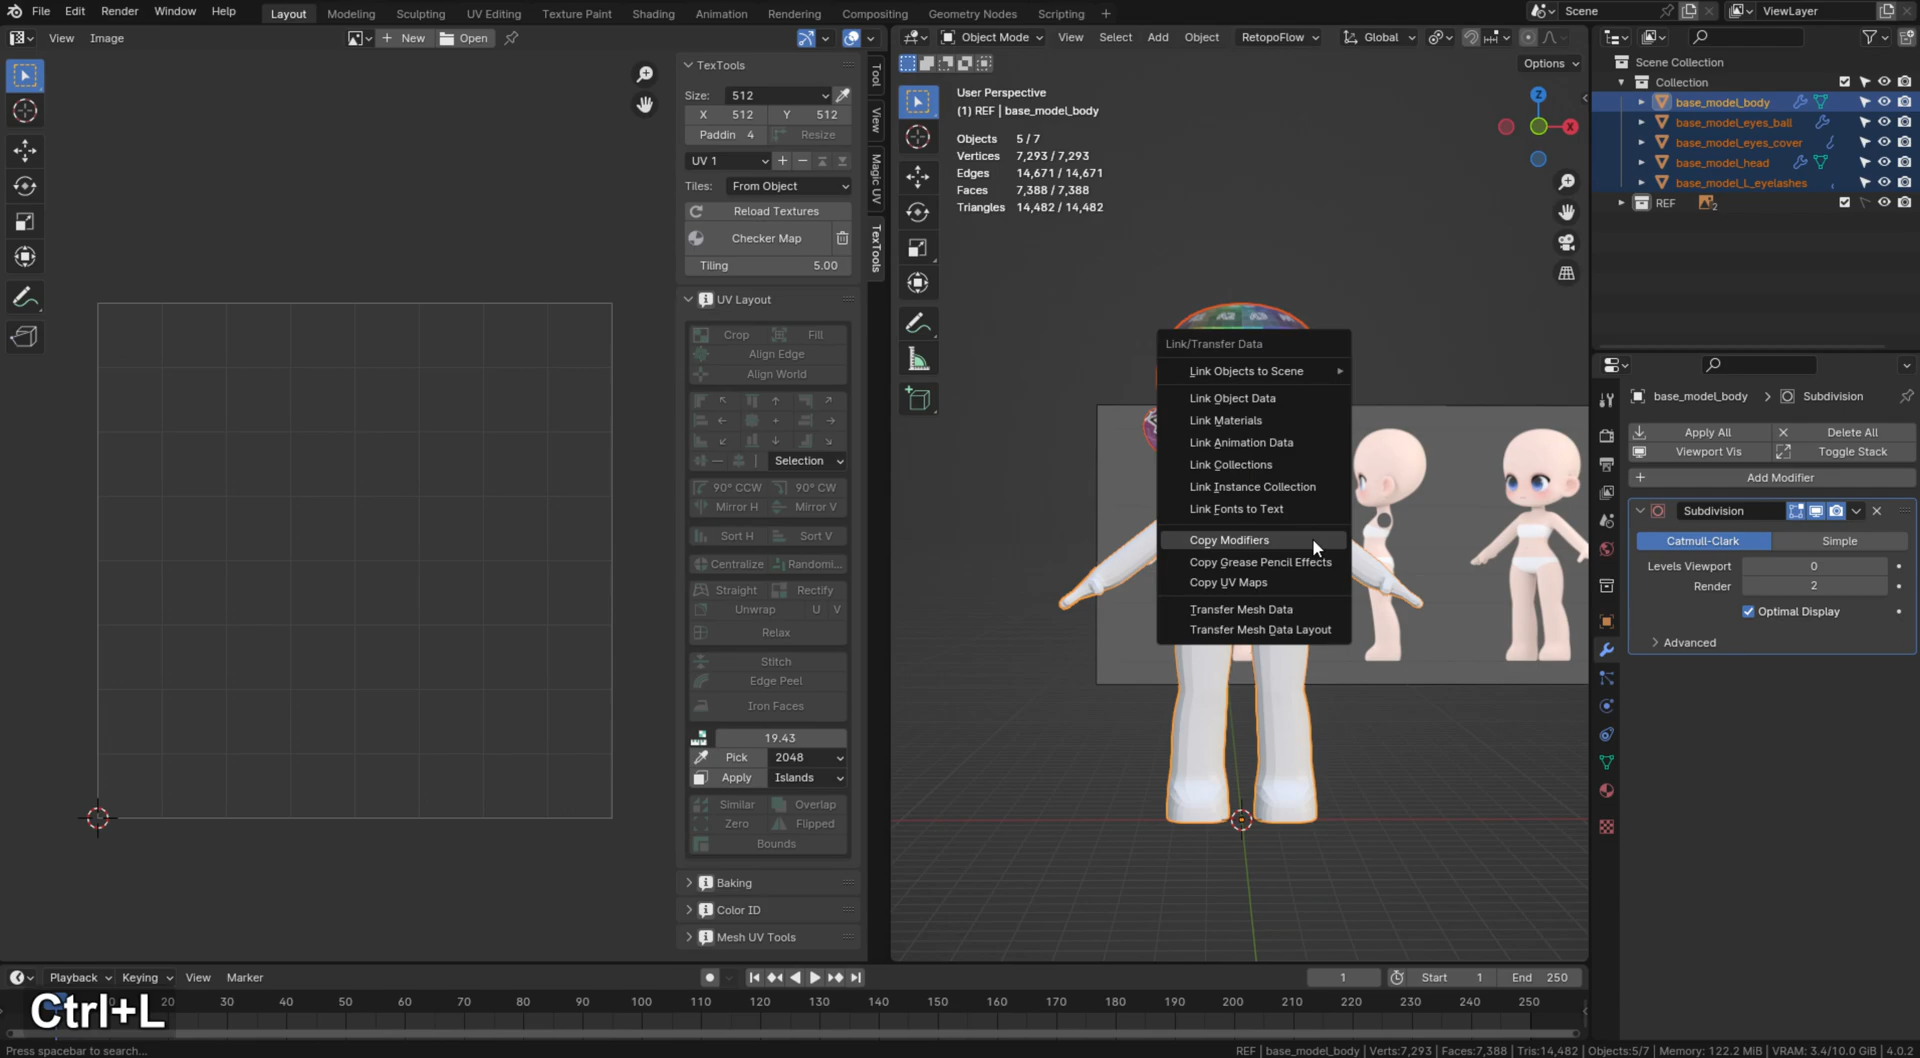 File Edit Render Window Help Layout Modeling Sculpting UV Editing Texture Paint Shading Animation Rendering Compositing Geometry Nodes Scripting + Scene ViewLayer
View Image New Open
TexTools
Size: 512
X 512 Y 512
Paddin 4 Resize
UV 1
Tiles: From Object
Reload Textures
Checker Map
Tiling 5.00
UV Layout
Crop Fill
Align Edge
Align World
Selection
90° CCW 90° CW
Mirror H Mirror V
Sort H Sort V
Centralize Randomi...
Straight Rectify
Unwrap U V
Relax
Stitch
Edge Peel
Iron Faces
19.43
Pick 2048
Apply Islands
Similar Overlap
Zero Flipped
Bounds
Baking
Color ID
Mesh UV Tools
Tool
View
Magic UV
TexTools
Object Mode View Select Add Object RetopoFlow Global
Options
User Perspective
(1) REF | base_model_body
Objects 5 / 7
Vertices 7,293 / 7,293
Edges 14,671 / 14,671
Faces 7,388 / 7,388
Triangles 14,482 / 14,482
Z
X
Link/Transfer Data
Link Objects to Scene
Link Object Data
Link Materials
Link Animation Data
Link Collections
Link Instance Collection
Link Fonts to Text
Copy Modifiers
Copy Grease Pencil Effects
Copy UV Maps
Transfer Mesh Data
Transfer Mesh Data Layout
Scene Collection
Collection
base_model_body
base_model_eyes_ball
base_model_eyes_cover
base_model_head
base_model_L_eyelashes
REF 2
base_model_body > Subdivision
Apply All Delete All
Viewport Vis Toggle Stack
Add Modifier
Subdivision
Catmull-Clark Simple
Levels Viewport 0
Render 2
Optimal Display
Advanced
Playback Keying View Marker 1 Start 1 End 250
20 30 40 50 60 70 80 90 100 110 120 130 140 150 160 170 180 190 200 210 220 230 240 250
Ctrl+L
Press spacebar to search...
REF | base_model_body | Verts:7,293 | Faces:7,388 | Tris:14,482 | Objects:5/7 | Memory: 122.2 MiB | VRAM: 3.4/10.0 GiB | 4.0.2